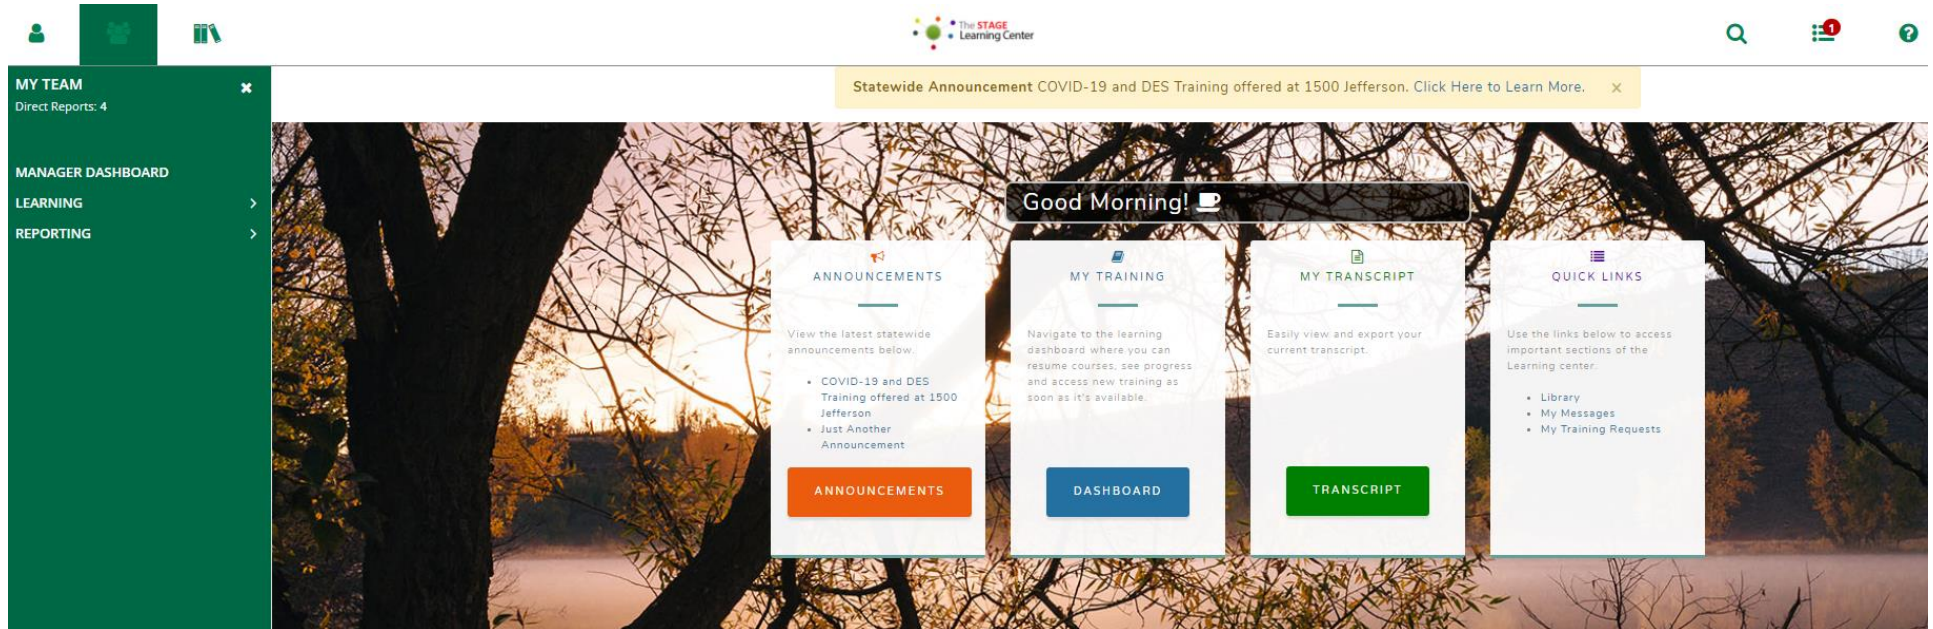 The STAGE
Learning Center
1
MY TEAM
Direct Reports: 4
MANAGER DASHBOARD
LEARNING
REPORTING
Statewide Announcement COVID-19 and DES Training offered at 1500 Jefferson. Click Here to Learn More.
Good Morning!
ANNOUNCEMENTS
View the latest statewide
announcements below.
COVID-19 and DES
Training offered at 1500
Jefferson
Just Another
Announcement
ANNOUNCEMENTS
MY TRAINING
Navigate to the learning
dashboard where you can
resume courses, see progress
and access new training as
soon as it's available.
DASHBOARD
MY TRANSCRIPT
Easily view and export your
current transcript.
TRANSCRIPT
QUICK LINKS
Use the links below to access
important sections of the
Learning center.
Library
My Messages
My Training Requests